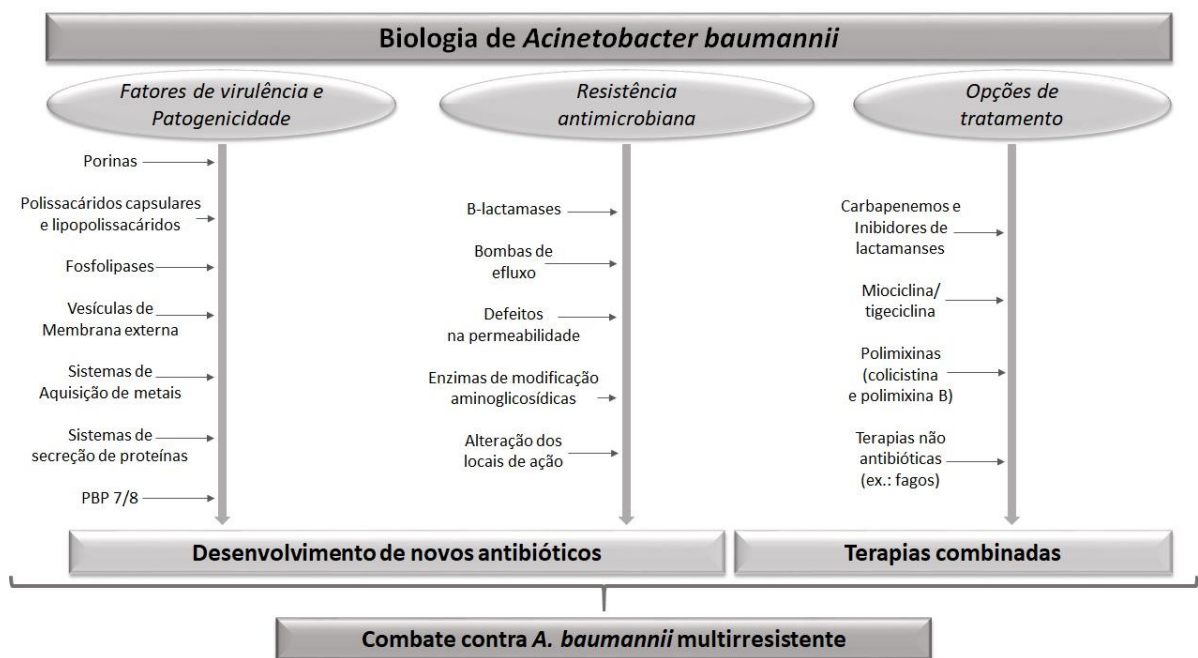 Biologia de Acinetobacter baumannii
Fatores de virulência e
Patogenicidade
Porinas
Polissacáridos capsulares
e lipopolissacáridos
Fosfolipases
Vesículas de
Membrana externa
Sistemas de
Aquisição de metais
Sistemas de
secreção de proteínas
PBP 7/8
Resistência
antimicrobiana
B-lactamases
Bombas de
efluxo
Defeitos
na permeabilidade
Enzimas de modificação
aminoglicosídicas
Alteração dos
locais de ação
Opções de
tratamento
Carbapenemos e
Inibidores de
lactamanses
Miociclina/
tigeciclina
Polimixinas
(colicistina
e polimixina B)
Terapias não
antibióticas
(ex.: fagos)
Desenvolvimento de novos antibióticos
Terapias combinadas
Combate contra A. baumannii multirresistente